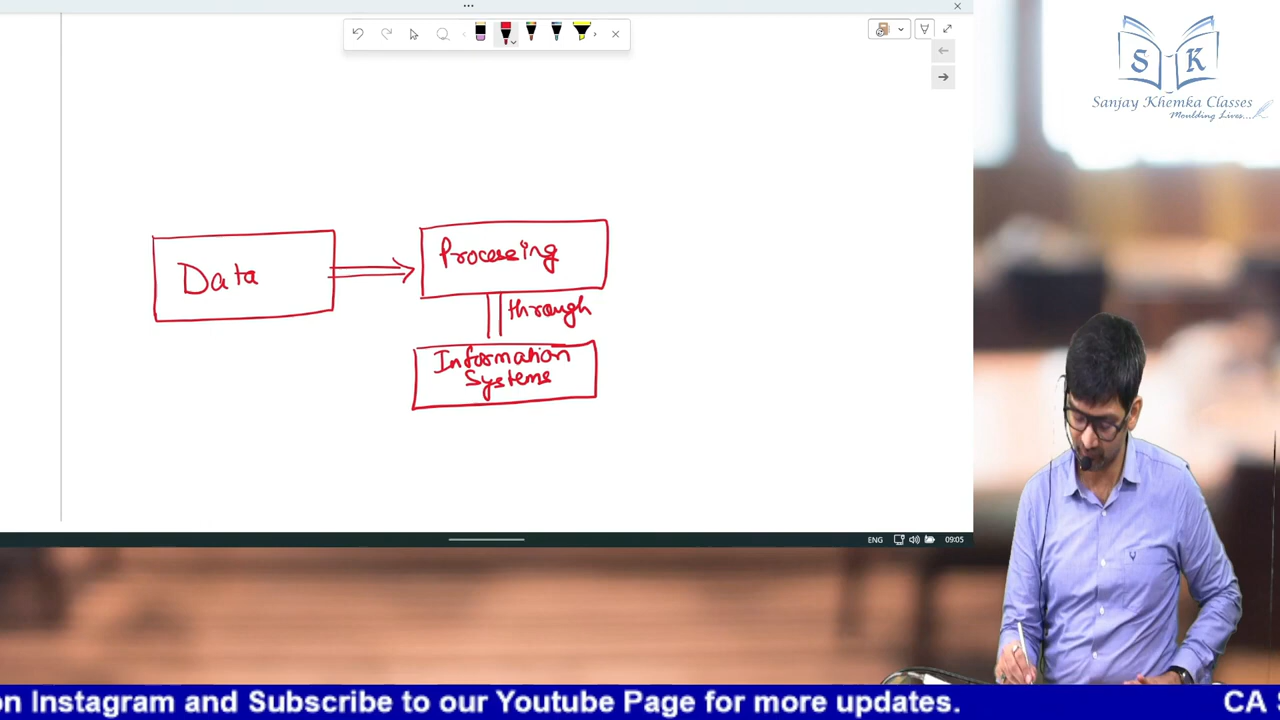 S K
Sanjay Khemka Classes
Moulding Lives...
Data
Processing
through
Information
Systems
ENG 09:05
on Instagram and Subscribe to our Youtube Page for more updates.
CA S